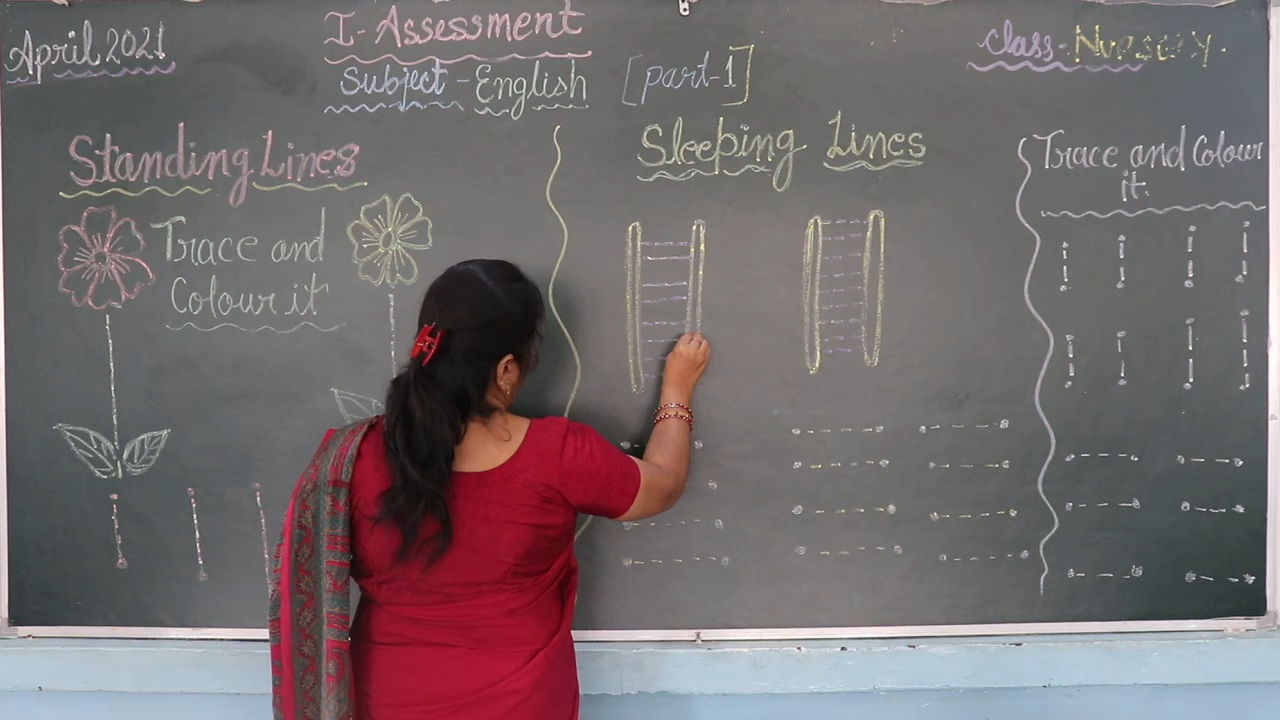 April 2021
I- Assessment
Subject - English [part-1]
Class- Nursery.
Standing Lines
Trace and
Colour it
Sleeping Lines
Trace and Colour
it.